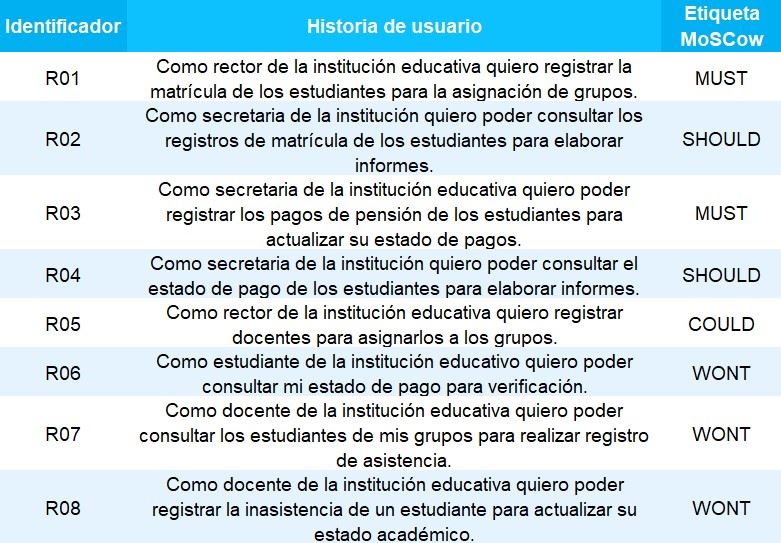 Identificador
Historia de usuario
Etiqueta
MoSCow
R01
Como rector de la institución educativa quiero registrar la
matrícula de los estudiantes para la asignación de grupos.
MUST
R02
Como secretaria de la institución quiero poder consultar los
registros de matrícula de los estudiantes para elaborar
informes.
SHOULD
R03
Como secretaria de la institución educativa quiero poder
registrar los pagos de pensión de los estudiantes para
actualizar su estado de pagos.
MUST
R04
Como secretaria de la institución quiero poder consultar el
estado de pago de los estudiantes para elaborar informes.
SHOULD
R05
Como rector de la institución educativa quiero registrar
docentes para asignarlos a los grupos.
COULD
R06
Como estudiante de la institución educativo quiero poder
consultar mi estado de pago para verificación.
WONT
R07
Como docente de la institución educativa quiero poder
consultar los estudiantes de mis grupos para realizar registro
de asistencia.
WONT
R08
Como docente de la institución educativa quiero poder
registrar la inasistencia de un estudiante para actualizar su
estado académico.
WONT